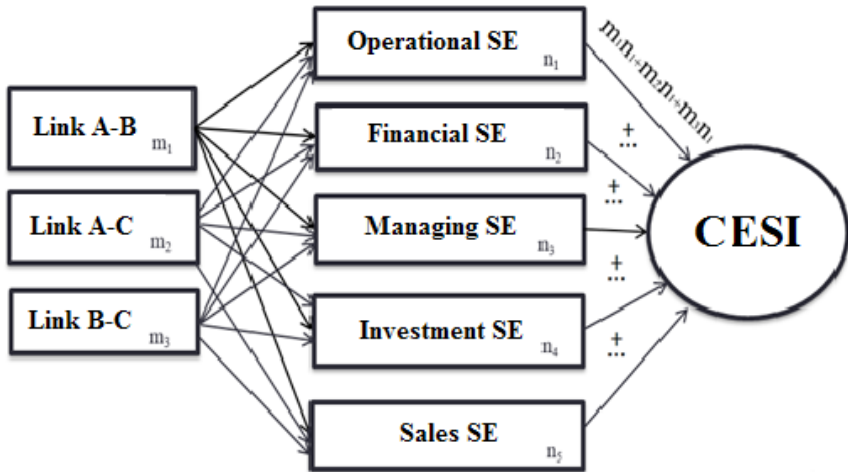 Operational SE
n₁
Financial SE
n₂
Managing SE
n₃
Investment SE
n₄
Sales SE
n₅
Link A-B
m₁
Link A-C
m₂
Link B-C
m₃
m₁n₁+m₂n₁+m₃n₁
+
...
+
...
+
...
+
...
CESI